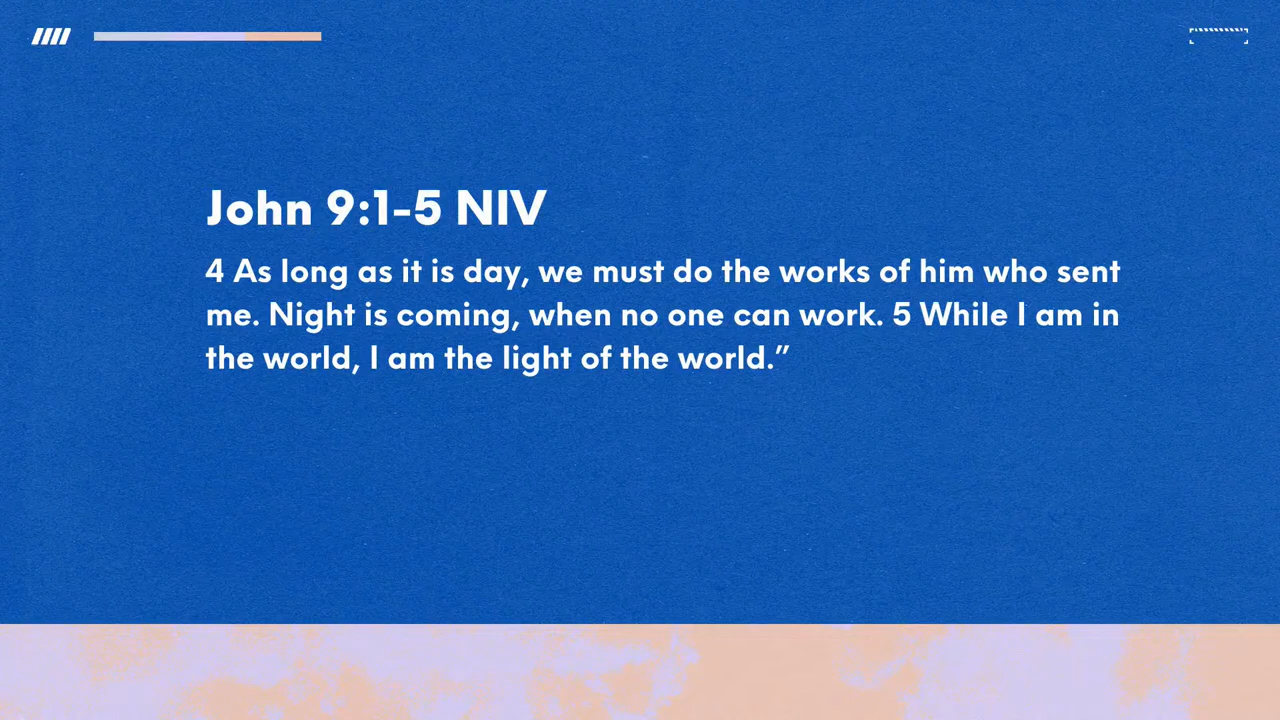 John 9:1-5 NIV
4 As long as it is day, we must do the works of him who sent
me. Night is coming, when no one can work. 5 While I am in
the world, I am the light of the world.”